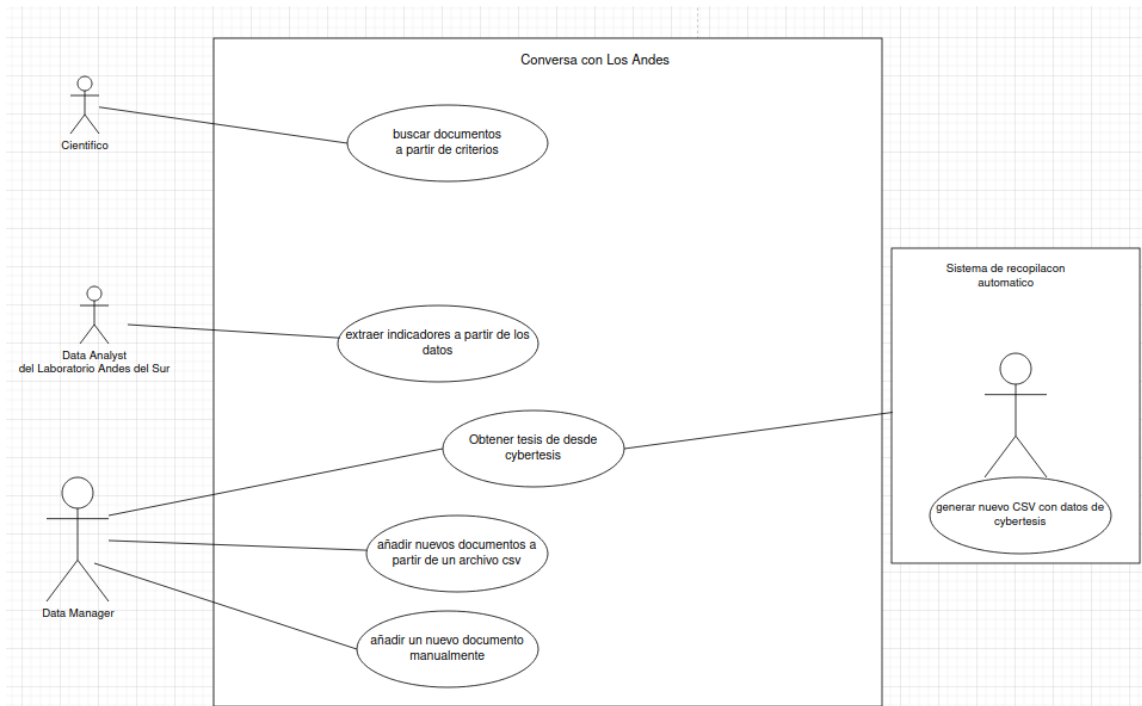 Conversa con Los Andes
Cientifico
buscar documentos
a partir de criterios
Data Analyst
del Laboratorio Andes del Sur
extraer indicadores a partir de los
datos
Obtener tesis de desde
cybertesis
Data Manager
añadir nuevos documentos a
partir de un archivo csv
añadir un nuevo documento
manualmente
Sistema de recopilacon
automatico
generar nuevo CSV con datos de
cybertesis